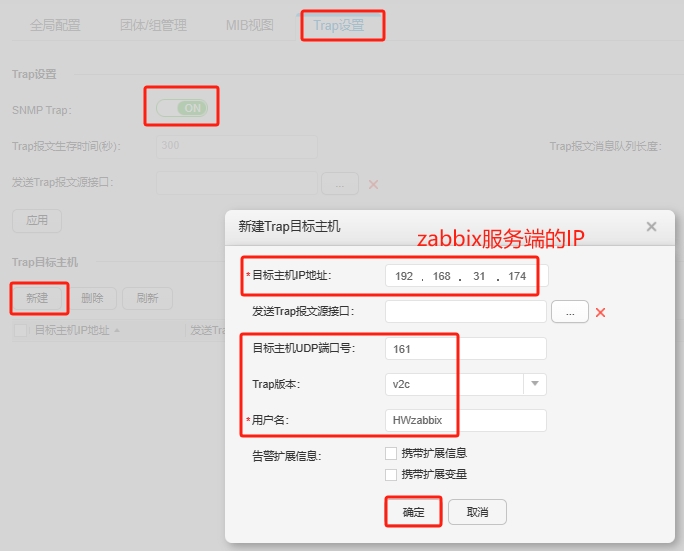 全局配置 团体/组管理 MIB视图 Trap设置
Trap设置
SNMP Trap: ON
Trap报文生存时间(秒): 300 Trap报文消息队列长度:
发送Trap报文源接口: ...
应用
Trap目标主机
新建 删除 刷新
目标主机IP地址 发送Tra
新建Trap目标主机
zabbix服务端的IP
*目标主机IP地址: 192 . 168 . 31 . 174
发送Trap报文源接口: ...
目标主机UDP端口号: 161
Trap版本: v2c
*用户名: HWzabbix
告警扩展信息: 携带扩展信息
携带扩展变量
确定 取消